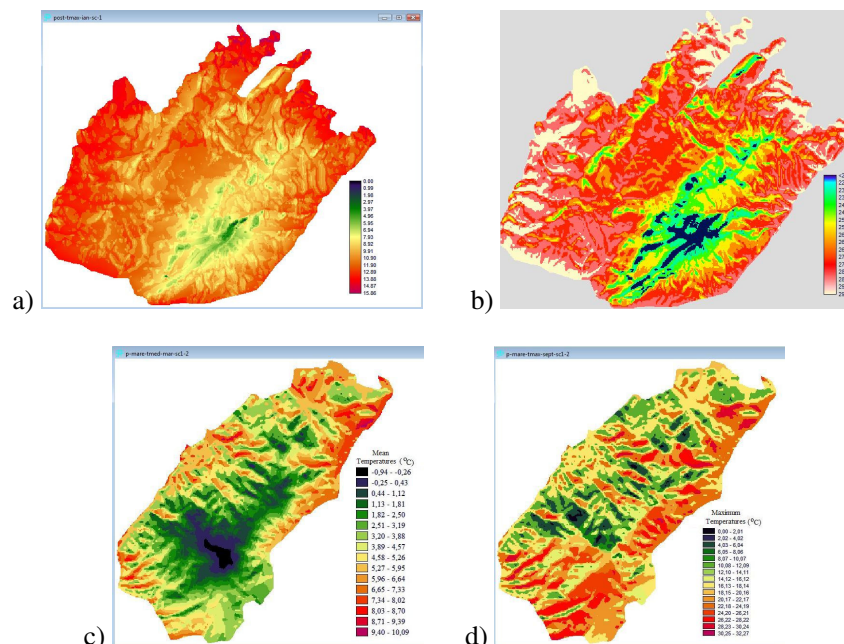 post-tmax-ian-sc-1
0.00
0.99
1.98
2.97
3.97
4.96
5.95
6.94
7.93
8.92
9.91
10.90
11.90
12.89
13.88
14.87
15.86
a)
b)
p-mare-tmed-mar-sc1-2
Mean
Temperatures (°C)
-0,94 - -0,26
-0,25 - 0,43
0,44 - 1,12
1,13 - 1,81
1,82 - 2,50
2,51 - 3,19
3,20 - 3,88
3,89 - 4,57
4,58 - 5,26
5,27 - 5,95
5,96 - 6,64
6,65 - 7,33
7,34 - 8,02
8,03 - 8,70
8,71 - 9,39
9,40 - 10,09
c)
p-mare-tmas-sept-sc1-2
Maximum
Temperatures (°C)
0,00 - 2,01
2,02 - 4,02
4,03 - 6,04
6,05 - 8,06
8,07 - 10,07
10,08 - 12,09
12,10 - 14,11
14,12 - 16,12
16,13 - 18,14
18,15 - 20,16
20,17 - 22,17
22,18 - 24,19
24,20 - 26,21
26,22 - 28,22
28,23 - 30,24
30,25 - 32,27
d)